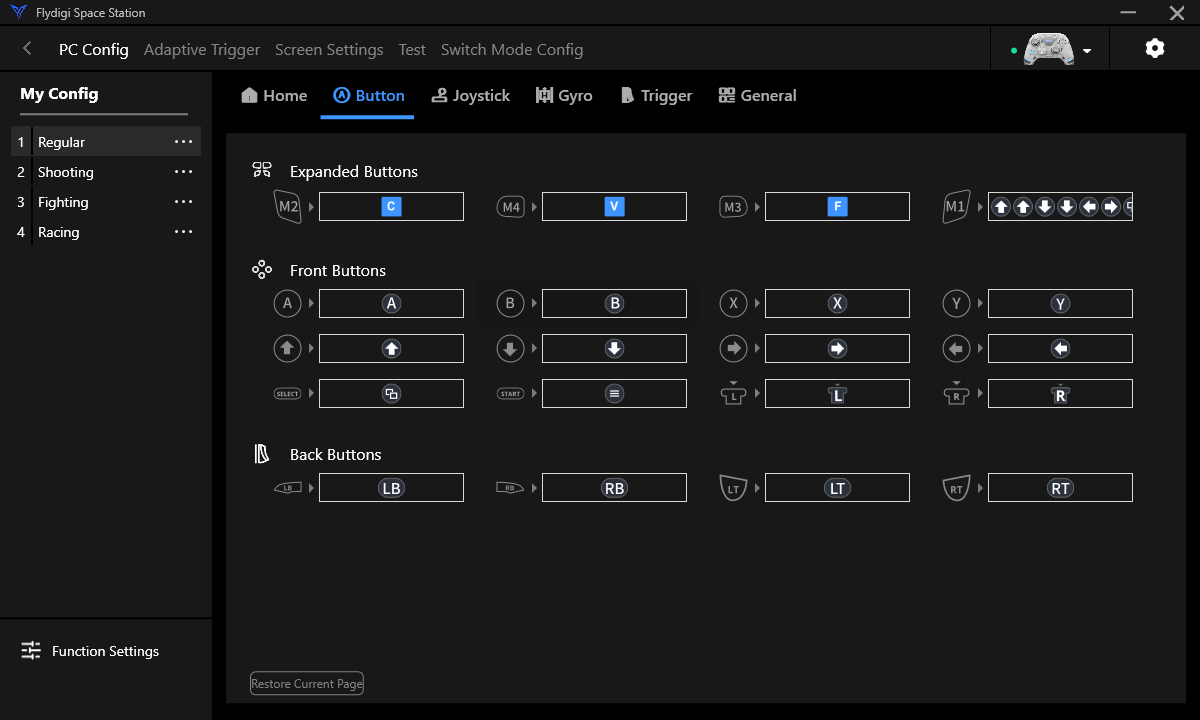 Flydigi Space Station
PC Config Adaptive Trigger Screen Settings Test Switch Mode Config
My Config
Home Button Joystick Gyro Trigger General
1 Regular
2 Shooting
3 Fighting
4 Racing
Expanded Buttons
M2 C M4 V M3 F M1
Front Buttons
A A B B X X Y Y
SELECT START L L R R
Back Buttons
LB LB RB RB LT LT RT RT
Function Settings
Restore Current Page